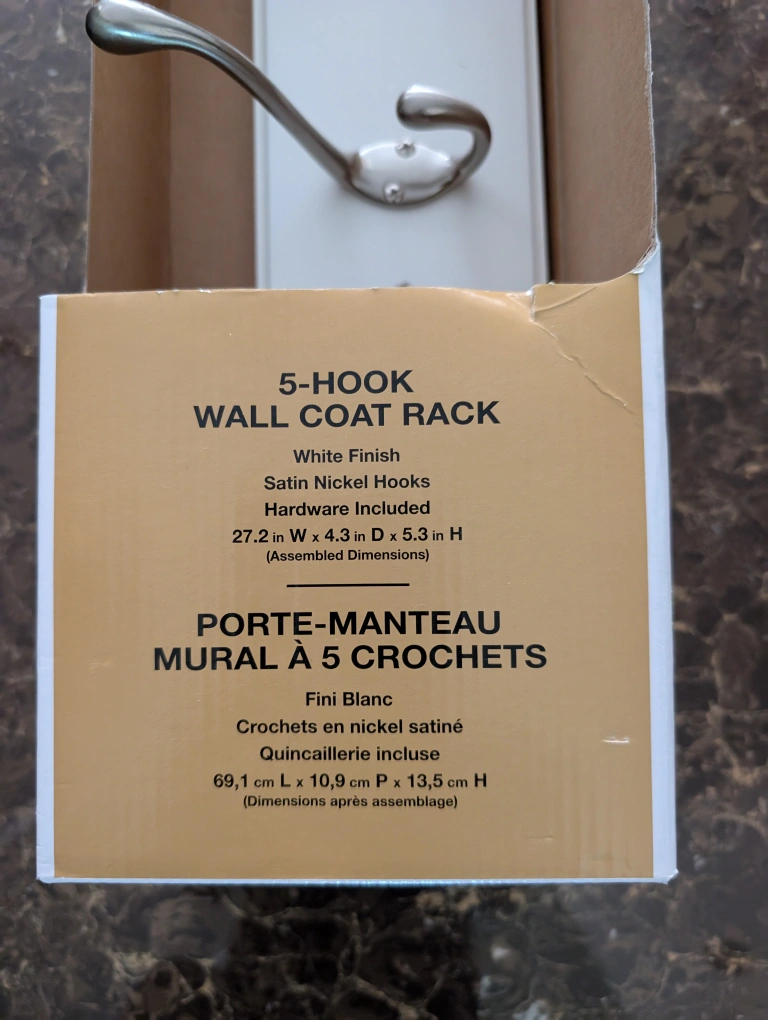 5-HOOK
WALL COAT RACK
White Finish
Satin Nickel Hooks
Hardware Included
27.2 in W x 4.3 in D x 5.3 in H
(Assembled Dimensions)
PORTE-MANTEAU
MURAL À 5 CROCHETS
Fini Blanc
Crochets en nickel satiné
Quincaillerie incluse
69,1 cm L x 10,9 cm P x 13,5 cm H
(Dimensions après assemblage)